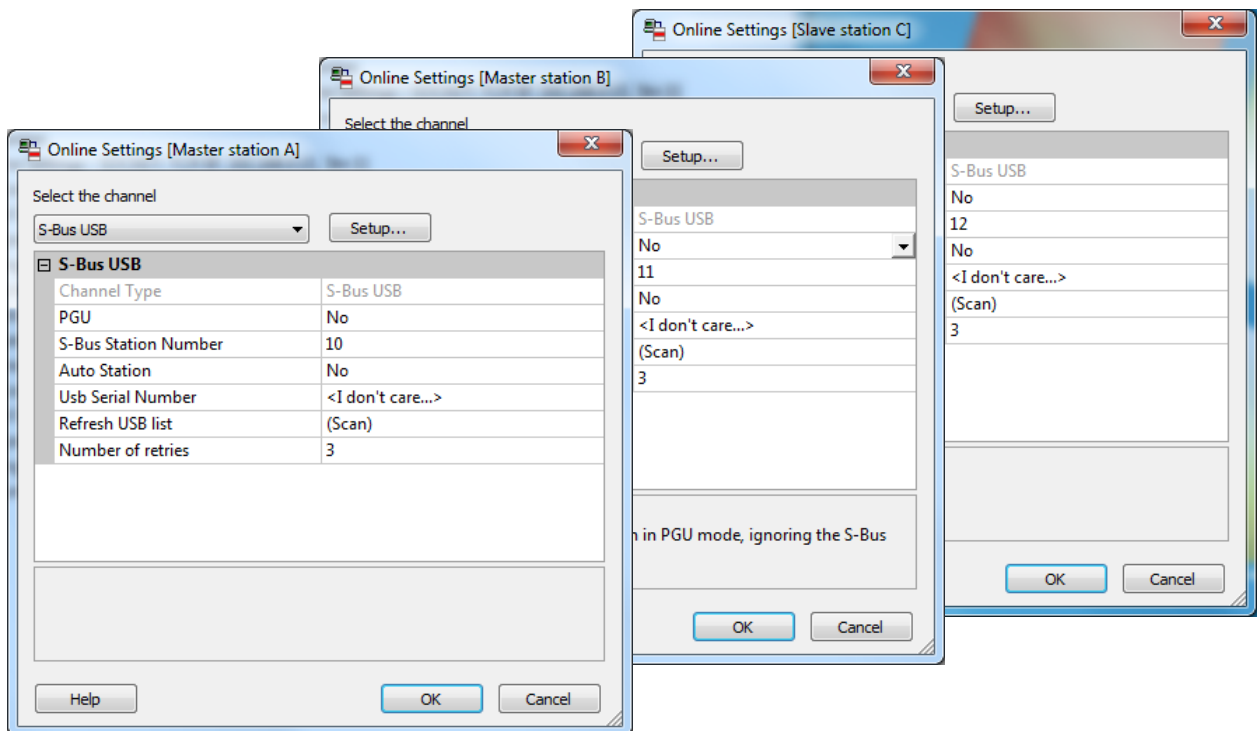 Online Settings [Slave station C]
Setup...
S-Bus USB
No
12
No
<I don't care...>
(Scan)
3
OK Cancel
Online Settings [Master station B]
Select the channel
Setup...
S-Bus USB
No
11
No
<I don't care...>
(Scan)
3
in PGU mode, ignoring the S-Bus
OK Cancel
Online Settings [Master station A]
Select the channel
S-Bus USB Setup...
S-Bus USB
Channel Type S-Bus USB
PGU No
S-Bus Station Number 10
Auto Station No
Usb Serial Number <I don't care...>
Refresh USB list (Scan)
Number of retries 3
Help OK Cancel